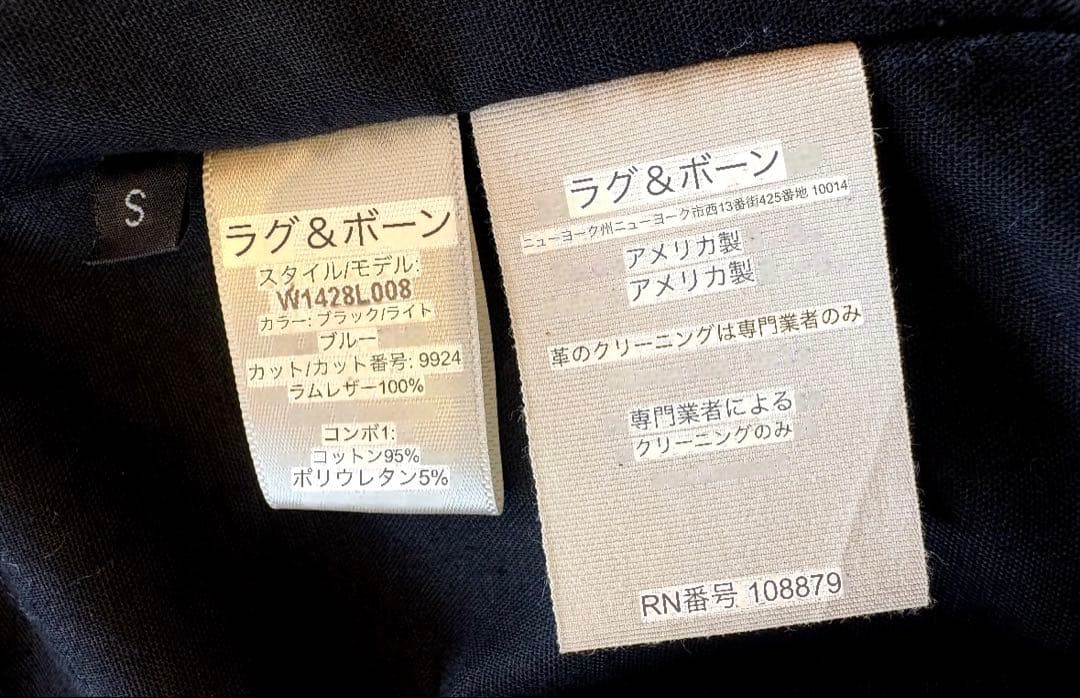 S
ラグ＆ボーン
スタイル/モデル:
W1428L008
カラー: ブラック/ライト
ブルー
カット/カット番号: 9924
ラムレザー100%
コンボ1:
コットン95%
ポリウレタン5%
ラグ＆ボーン
ニューヨーク州ニューヨーク市西13番街425番地 10014
アメリカ製
アメリカ製
革のクリーニングは専門業者のみ
専門業者による
クリーニングのみ
RN番号 108879